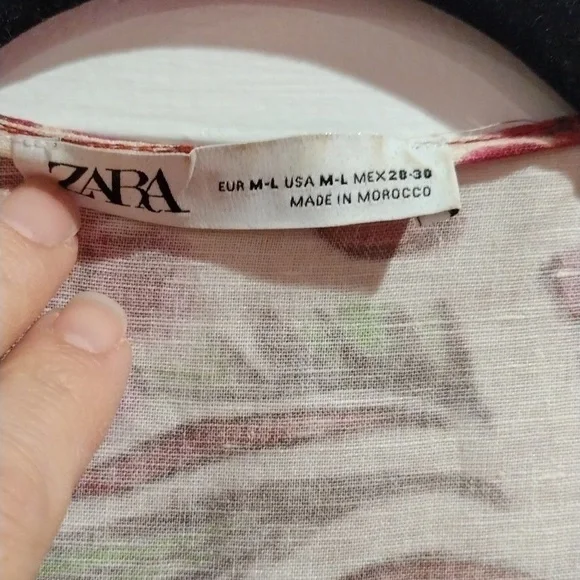 ZARA
EUR M-L USA M-L MEX 28-30
MADE IN MOROCCO